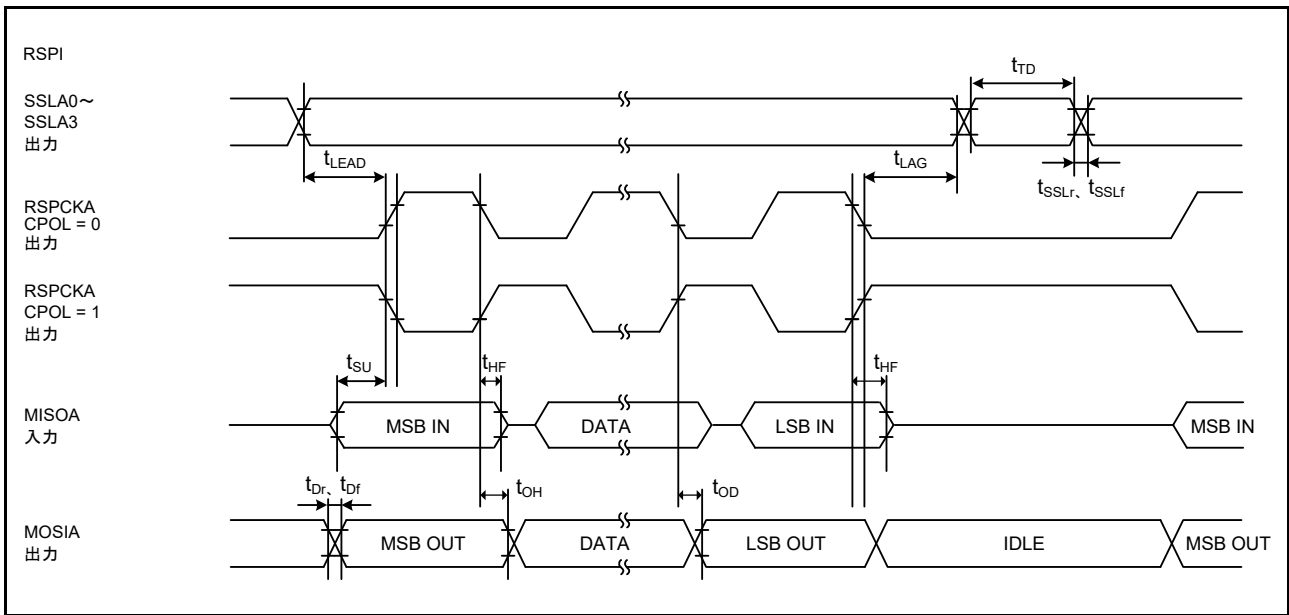 RSPI
SSLA0～
SSLA3
出力
tTD
tLEAD
tLAG
tSSLr、tSSLf
RSPCKA
CPOL = 0
出力
RSPCKA
CPOL = 1
出力
tSU
tHF
tHF
MISOA
入力
MSB IN
DATA
LSB IN
MSB IN
tDr、tDf
tOH
tOD
MOSIA
出力
MSB OUT
DATA
LSB OUT
IDLE
MSB OUT